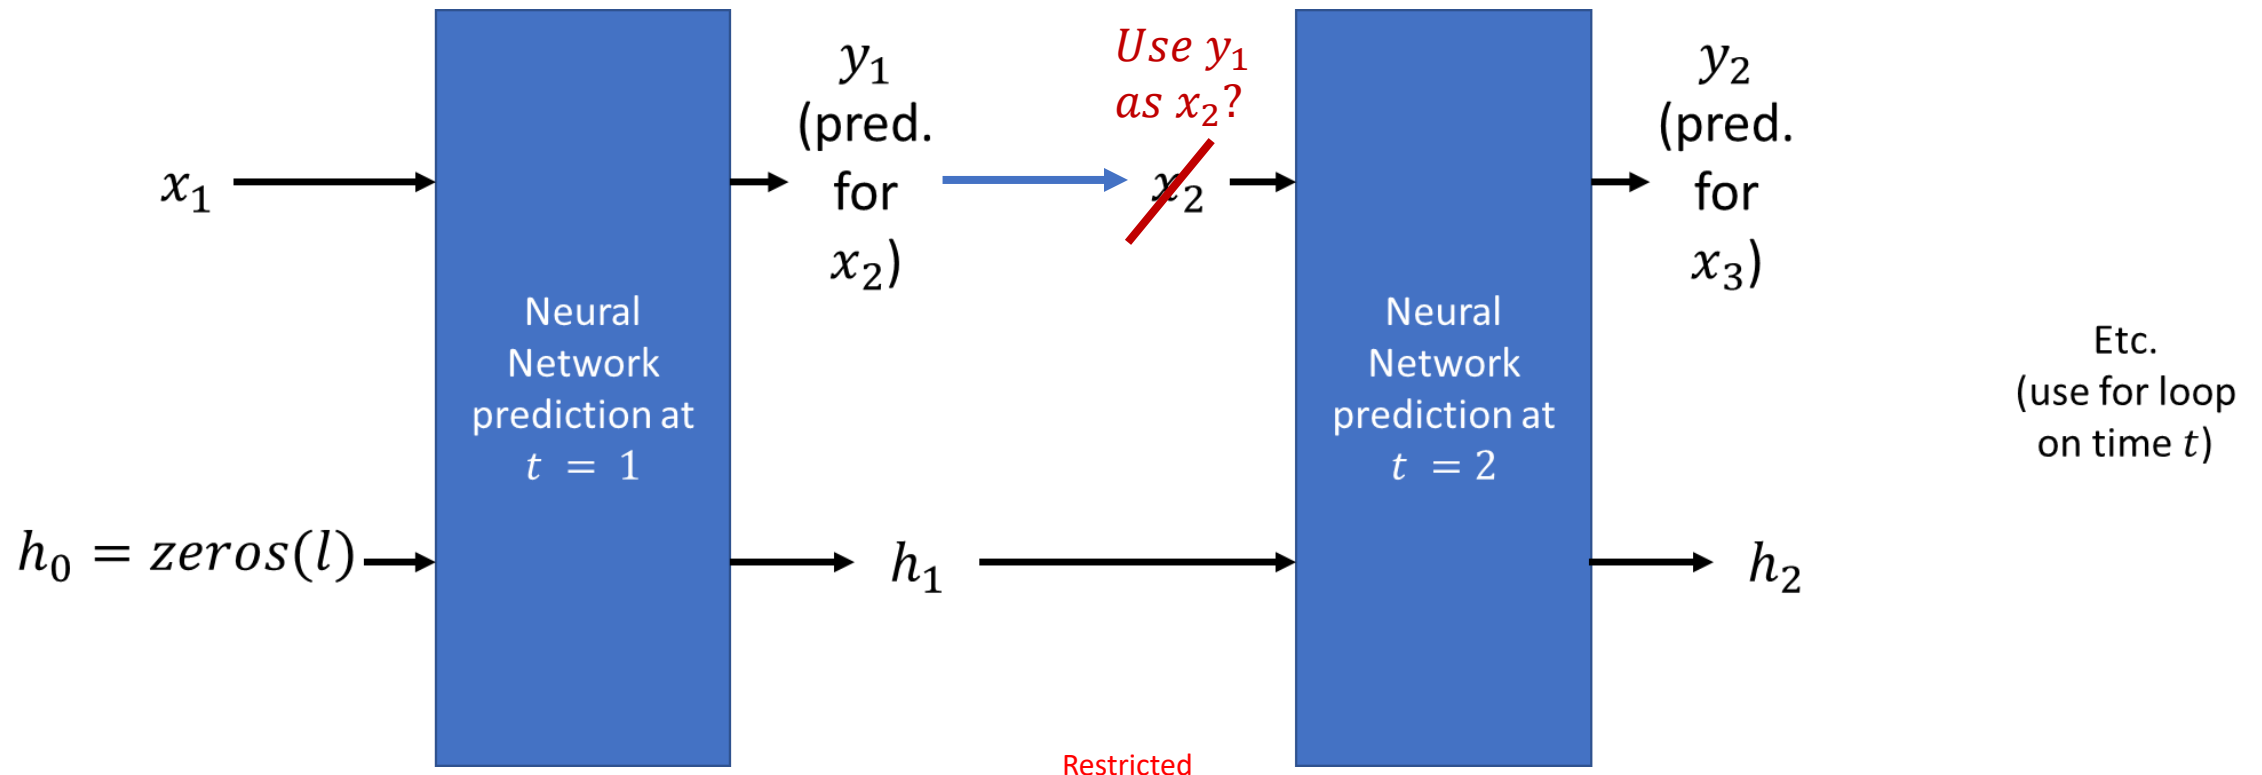 x₁
h₀ = zeros(l)
Neural
Network
prediction at
t = 1
y₁
(pred.
for
x₂)
h₁
Use y₁
as x₂?
x₂
Neural
Network
prediction at
t = 2
y₂
(pred.
for
x₃)
h₂
Etc.
(use for loop
on time t)
Restricted